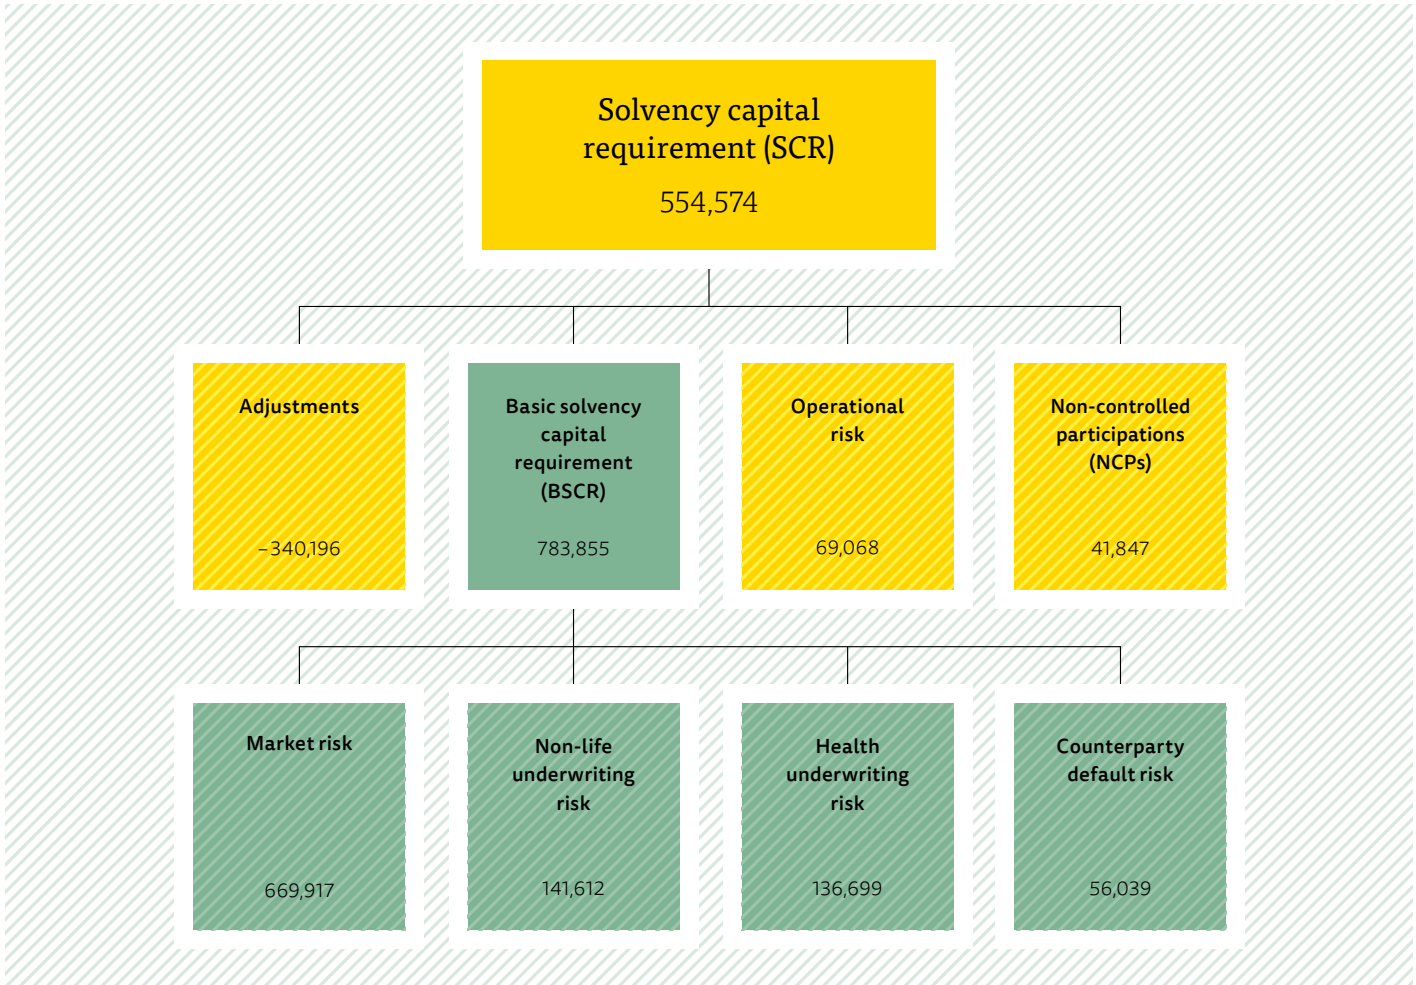 Solvency capital
requirement (SCR)
554,574
Adjustments
–340,196
Basic solvency
capital
requirement
(BSCR)
783,855
Operational
risk
69,068
Non-controlled
participations
(NCPs)
41,847
Market risk
669,917
Non-life
underwriting
risk
141,612
Health
underwriting
risk
136,699
Counterparty
default risk
56,039